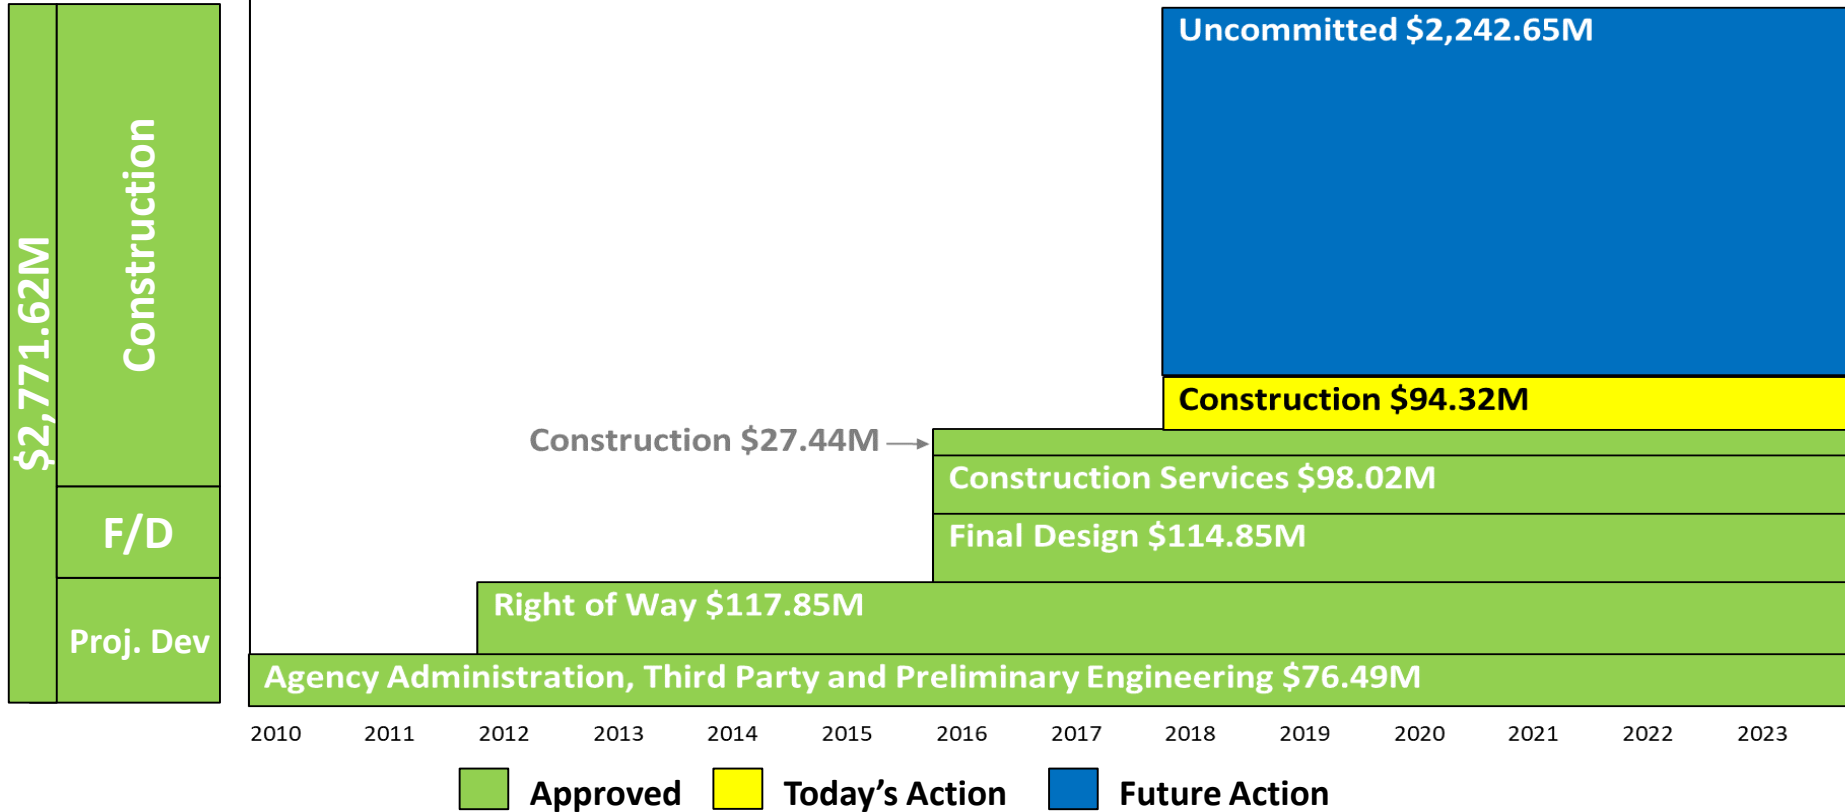 $2,771.62M
Construction
F/D
Proj. Dev
Uncommitted $2,242.65M
Construction $94.32M
Construction $27.44M
Construction Services $98.02M
Final Design $114.85M
Right of Way $117.85M
Agency Administration, Third Party and Preliminary Engineering $76.49M
2010 2011 2012 2013 2014 2015 2016 2017 2018 2019 2020 2021 2022 2023
Approved Today's Action Future Action